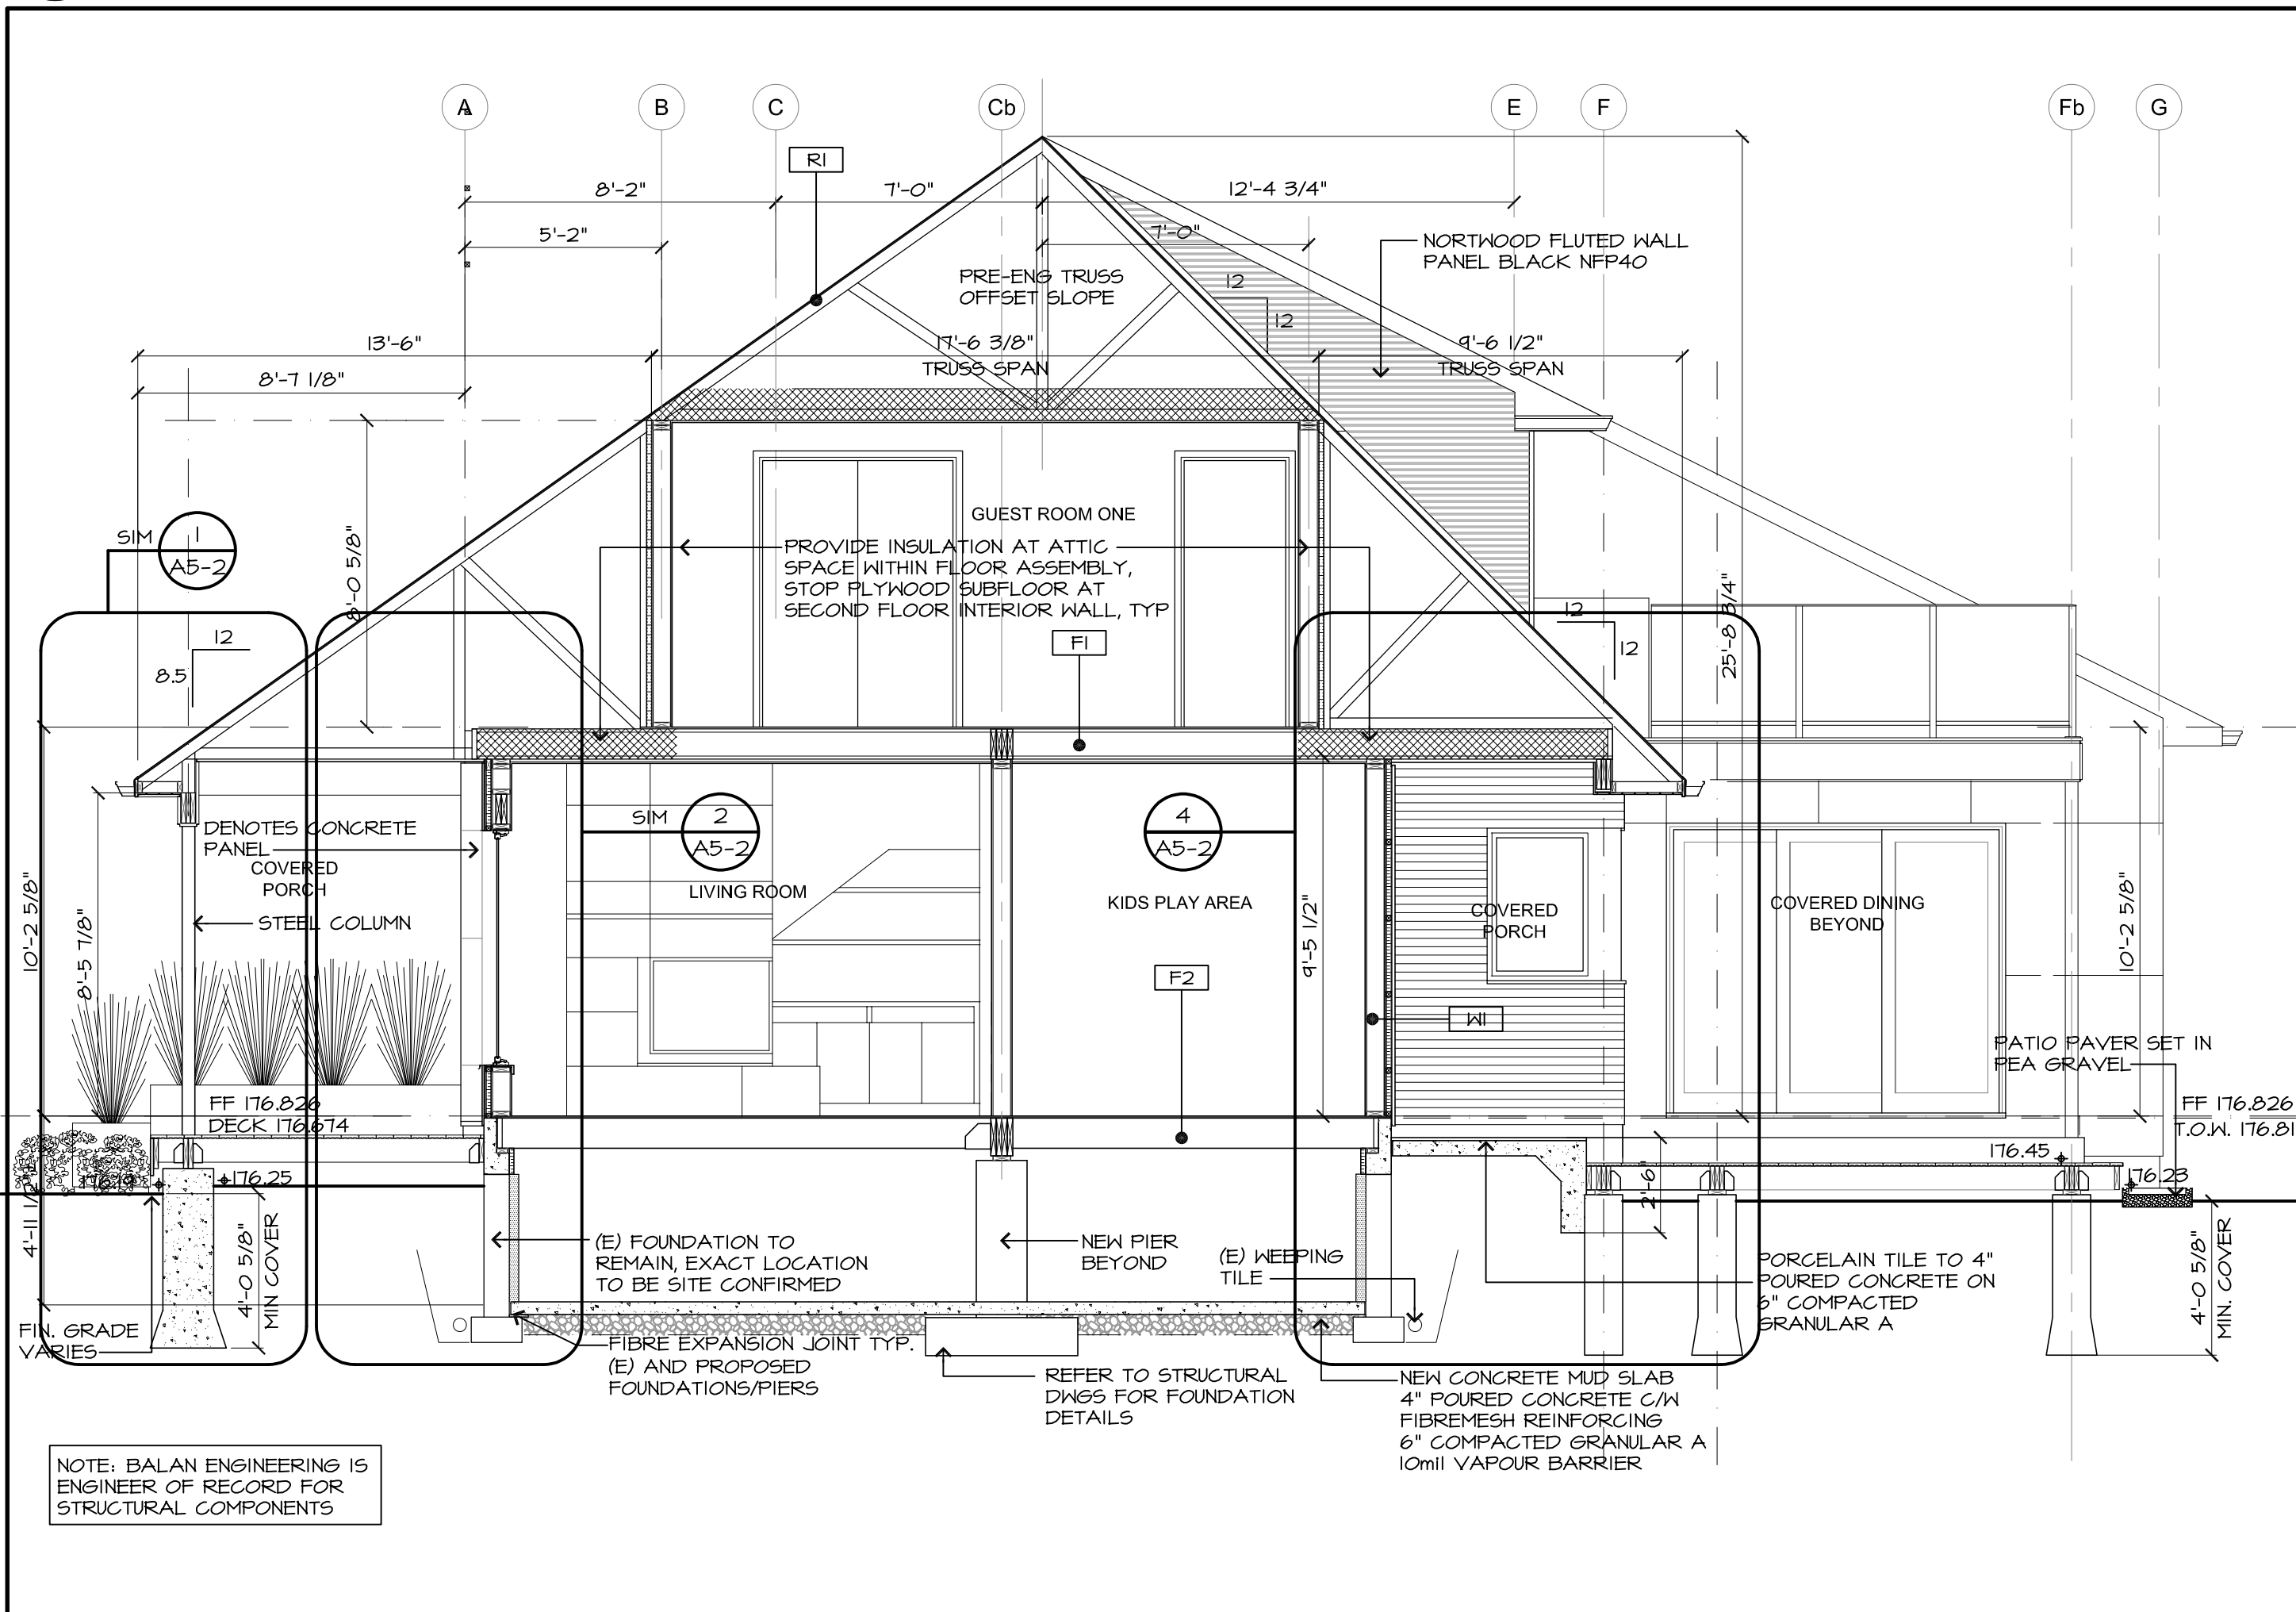 A
B
C
Cb
E
F
Fb
G
R1
8'-2"
7'-0"
12'-4 3/4"
5'-2"
7'-0"
NORTWOOD FLUTED WALL
PANEL BLACK NFP40
PRE-ENG TRUSS
OFFSET SLOPE
12
12
13'-6"
17'-6 3/8"
TRUSS SPAN
9'-6 1/2"
TRUSS SPAN
8'-7 1/8"
GUEST ROOM ONE
SIM
1
A5-2
8'-0 5/8"
PROVIDE INSULATION AT ATTIC
SPACE WITHIN FLOOR ASSEMBLY,
STOP PLYWOOD SUBFLOOR AT
SECOND FLOOR INTERIOR WALL, TYP
25'-8 3/4"
12
8.5
F1
12
12
SIM
2
A5-2
4
A5-2
DENOTES CONCRETE
PANEL
COVERED
PORCH
STEEL COLUMN
LIVING ROOM
KIDS PLAY AREA
COVERED
PORCH
COVERED DINING
BEYOND
10'-2 5/8"
8'-5 7/8"
9'-5 1/2"
10'-2 5/8"
F2
W1
PATIO PAVER SET IN
PEA GRAVEL
FF 176.826
DECK 176.674
FF 176.826
T.O.W. 176.81
176.45
176.25
176.23
2'-6"
4'-11 1/2"
4'-0 5/8"
MIN COVER
(E) FOUNDATION TO
REMAIN, EXACT LOCATION
TO BE SITE CONFIRMED
NEW PIER
BEYOND
(E) WEEPING
TILE
PORCELAIN TILE TO 4"
POURED CONCRETE ON
6" COMPACTED
GRANULAR A
4'-0 5/8"
MIN. COVER
FIN. GRADE
VARIES
FIBRE EXPANSION JOINT TYP.
(E) AND PROPOSED
FOUNDATIONS/PIERS
REFER TO STRUCTURAL
DWGS FOR FOUNDATION
DETAILS
NEW CONCRETE MUD SLAB
4" POURED CONCRETE C/W
FIBREMESH REINFORCING
6" COMPACTED GRANULAR A
10mil VAPOUR BARRIER
NOTE: BALAN ENGINEERING IS
ENGINEER OF RECORD FOR
STRUCTURAL COMPONENTS